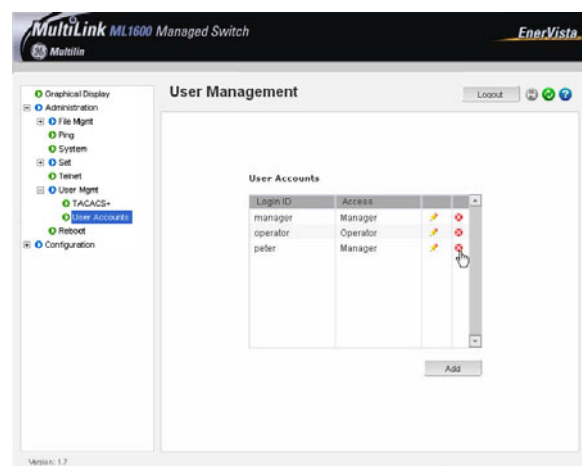 MultiLink ML1600 Managed Switch
EnerVista
Multilin
User Management
Logout
Graphical Display
Administration
File Mgmt
Ping
System
Set
Telnet
User Mgmt
TACACS+
User Accounts
Reboot
Configuration
User Accounts
Login ID Access
manager Manager
operator Operator
peter Manager
Add
Version: 1.7